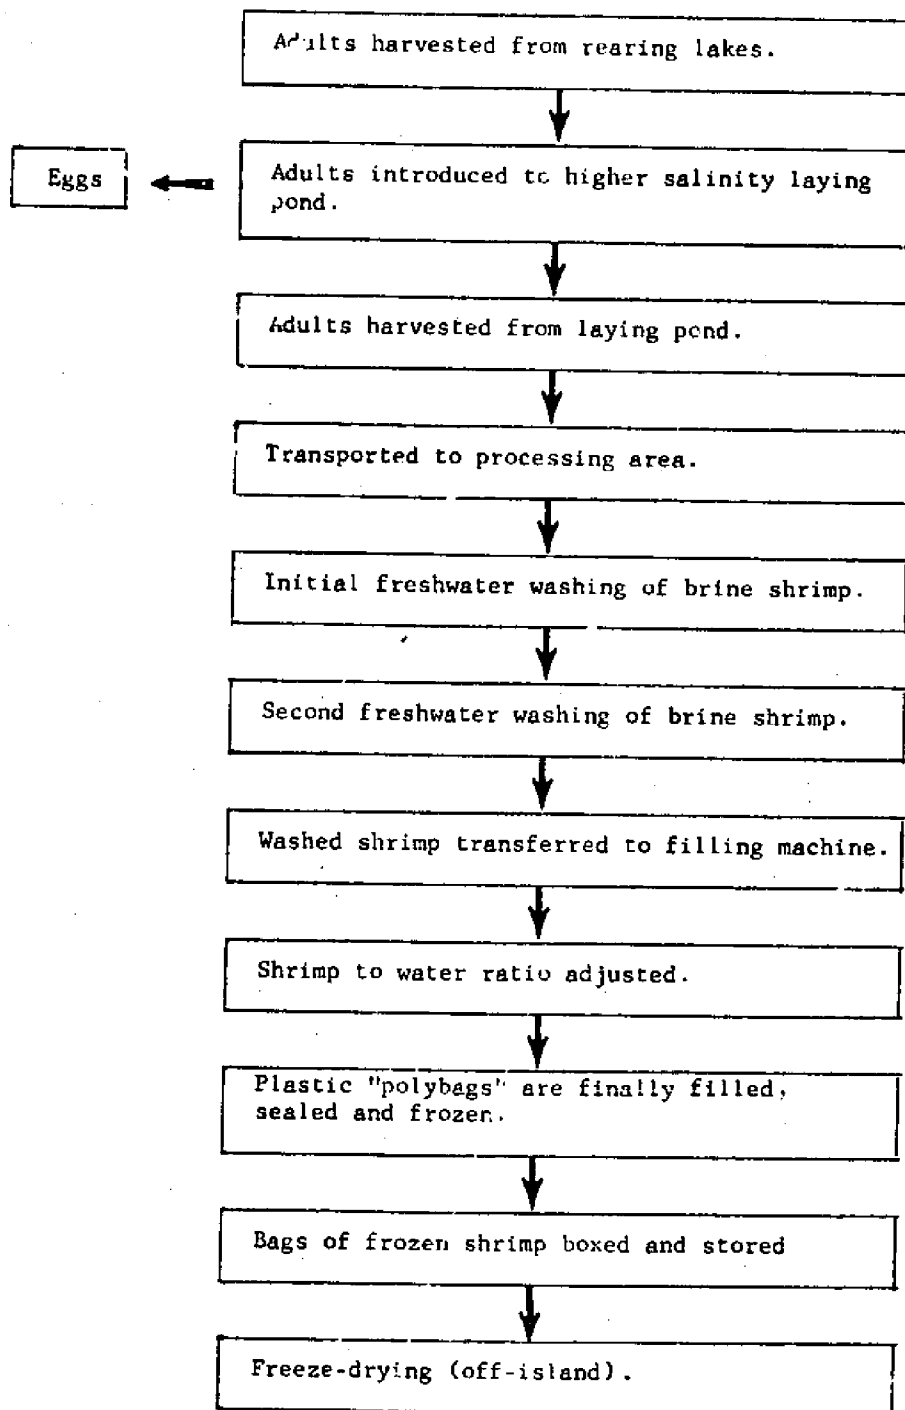 Adults harvested from rearing lakes.
Eggs
Adults introduced to higher salinity laying
pond.
Adults harvested from laying pond.
Transported to processing area.
Initial freshwater washing of brine shrimp.
Second freshwater washing of brine shrimp.
Washed shrimp transferred to filling machine.
Shrimp to water ratio adjusted.
Plastic "polybags" are finally filled,
sealed and frozen.
Bags of frozen shrimp boxed and stored
Freeze-drying (off-island).